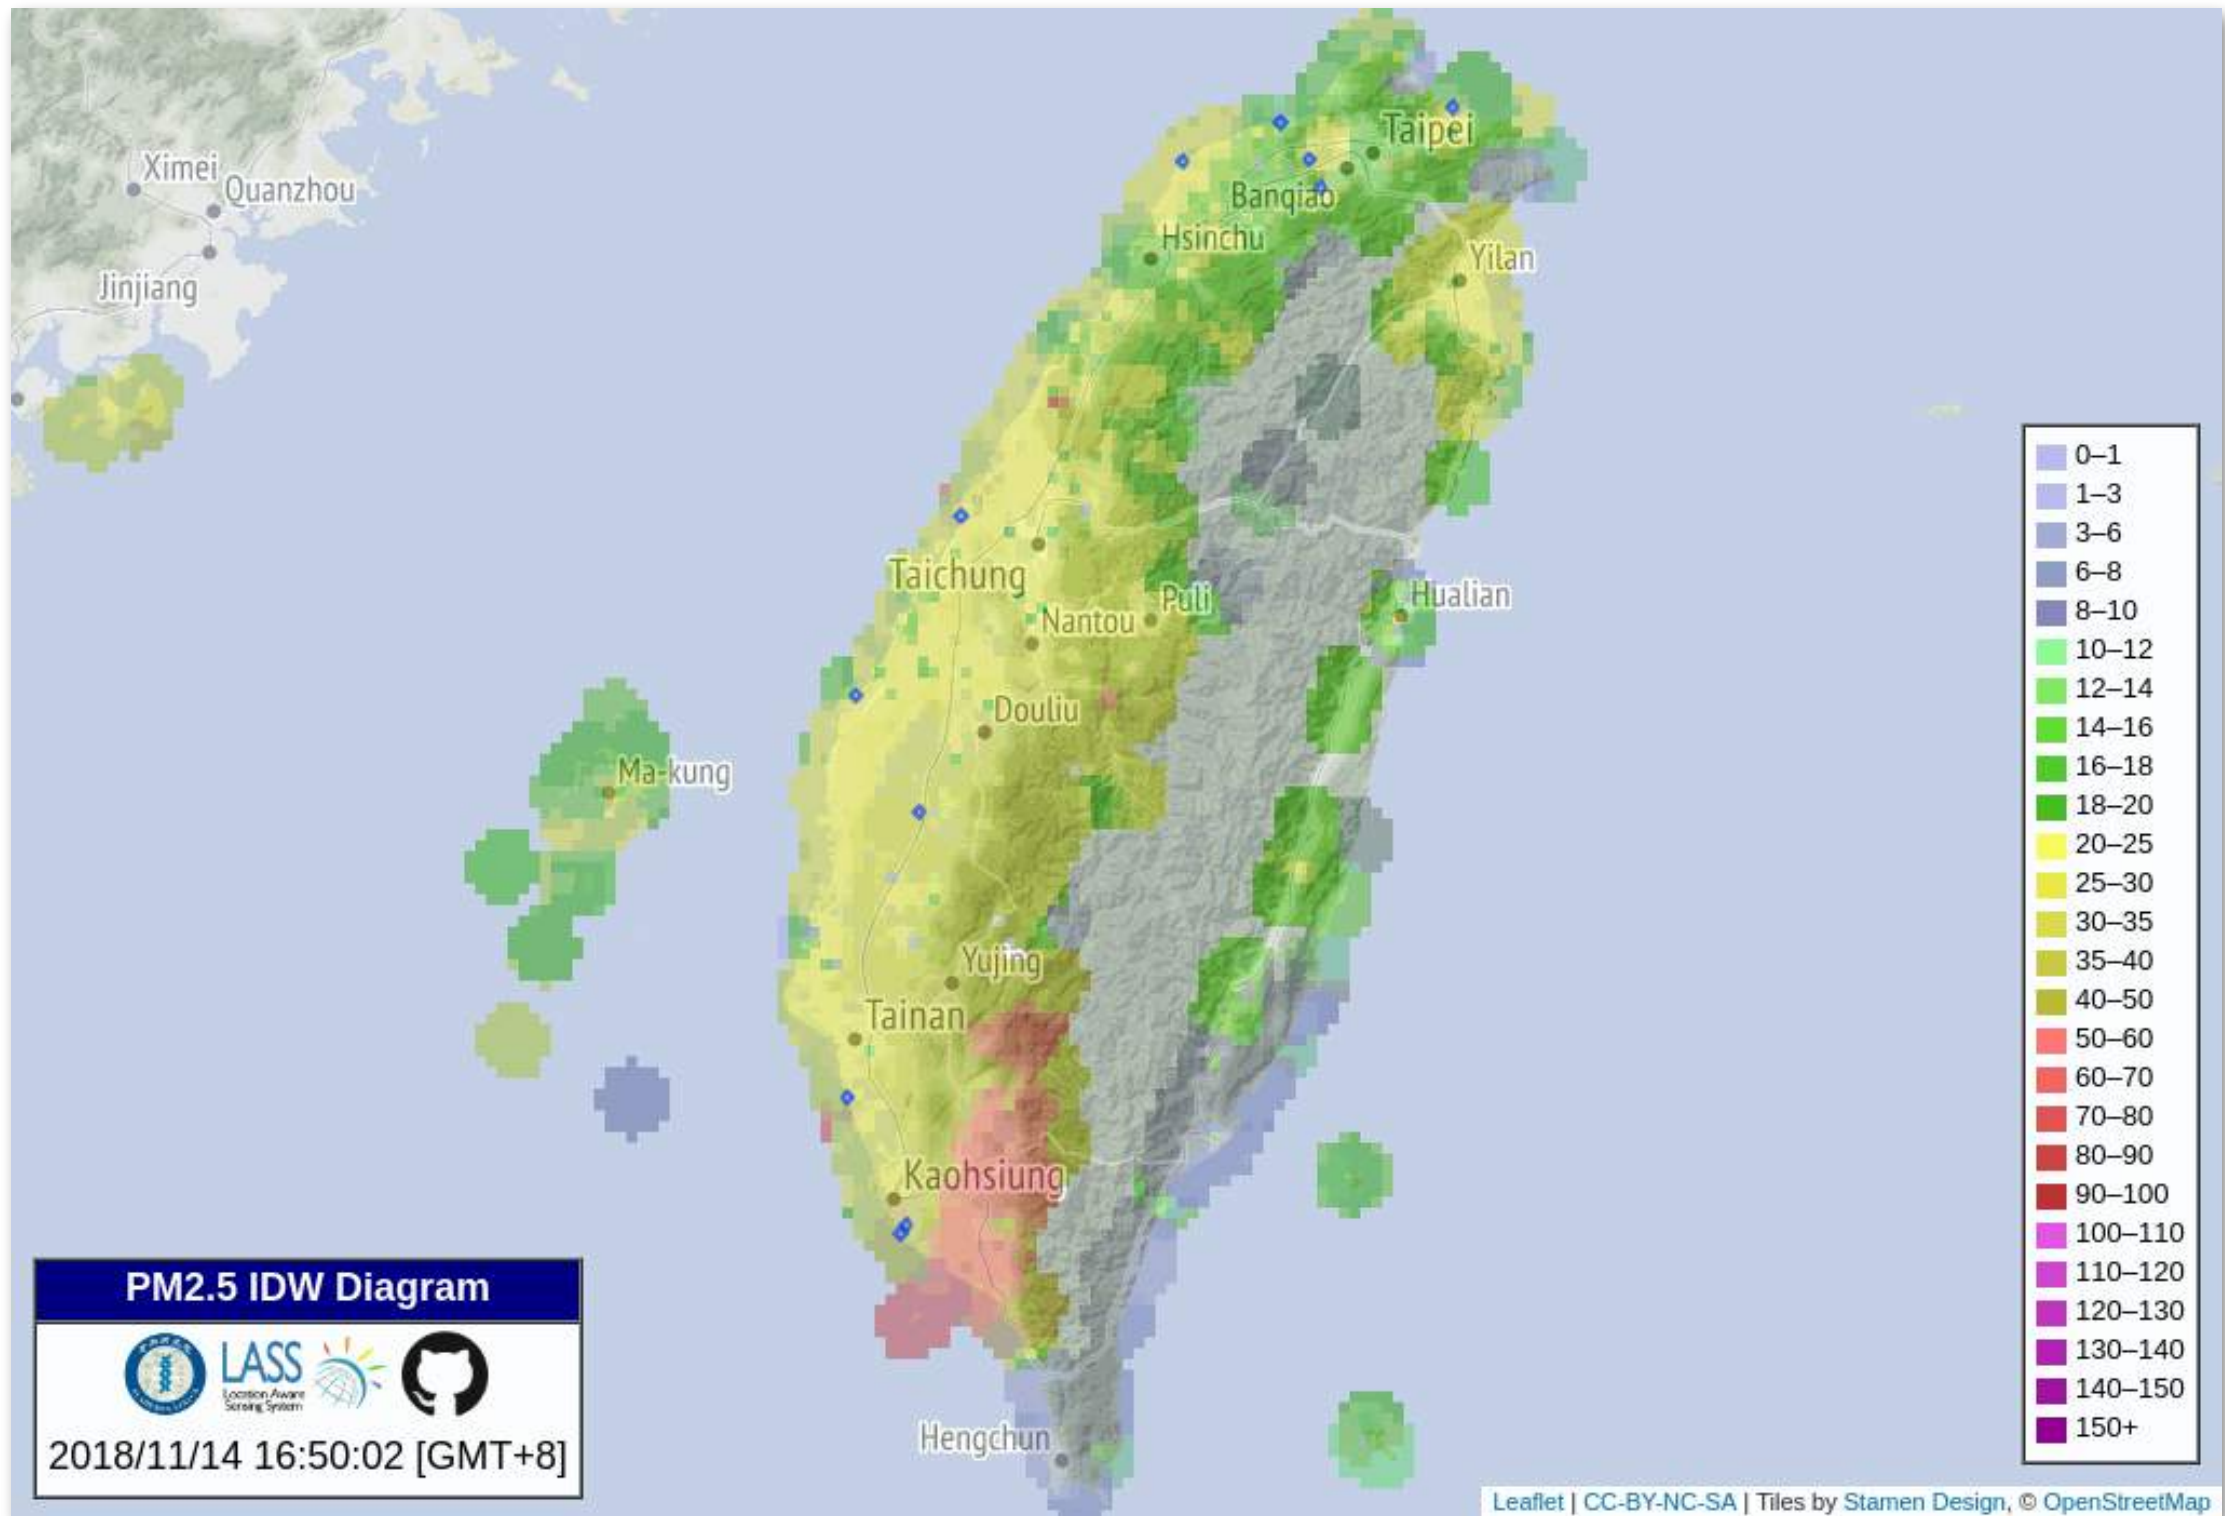 Taipei
Ximei
Quanzhou
Banqiao
Hsinchu
Yilan
Jinjiang
Taichung
Puli
Hualian
Nantou
Douliu
Ma-kung
Yujing
Tainan
Kaohsiung
Hengchun
0–1
1–3
3–6
6–8
8–10
10–12
12–14
14–16
16–18
18–20
20–25
25–30
30–35
35–40
40–50
50–60
60–70
70–80
80–90
90–100
100–110
110–120
120–130
130–140
140–150
150+
PM2.5 IDW Diagram
LASS
Location Aware
Sensing System
2018/11/14 16:50:02 [GMT+8]
Leaflet | CC-BY-NC-SA | Tiles by Stamen Design, © OpenStreetMap